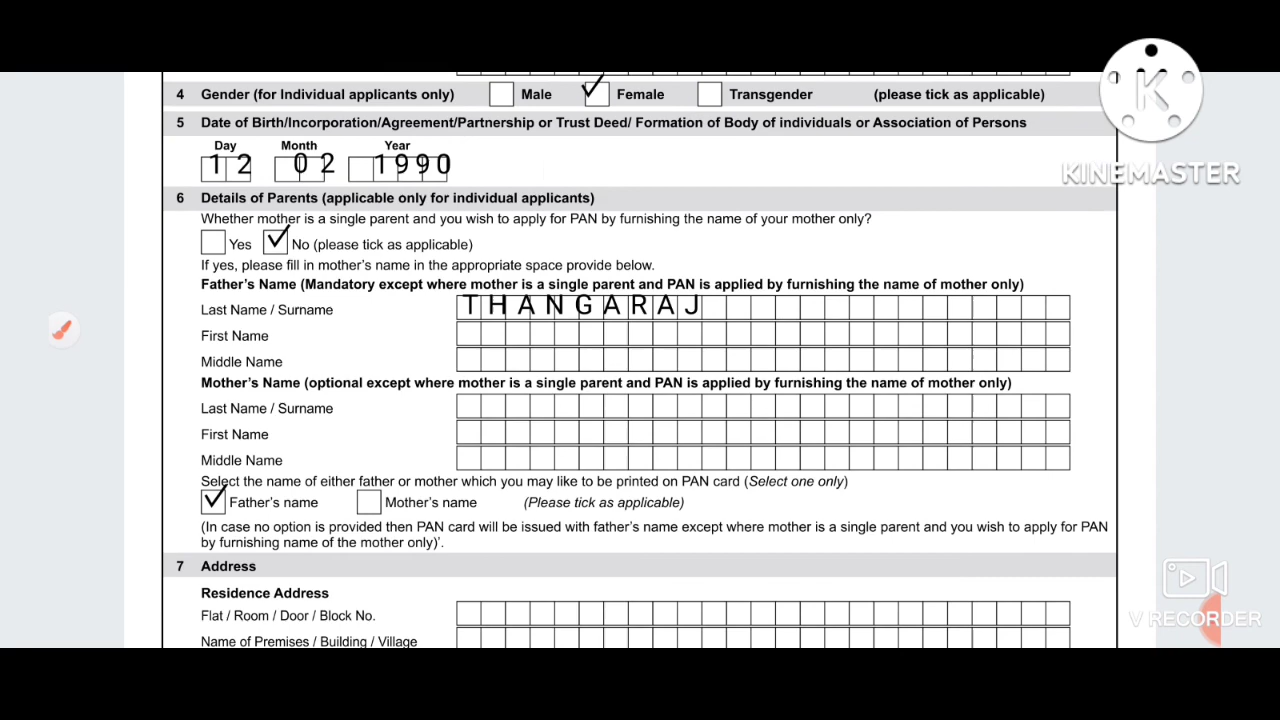 4 Gender (for Individual applicants only) Male Female Transgender (please tick as applicable)
5 Date of Birth/Incorporation/Agreement/Partnership or Trust Deed/ Formation of Body of individuals or Association of Persons
Day Month Year
12 02 1990
KINEMASTER
6 Details of Parents (applicable only for individual applicants)
Whether mother is a single parent and you wish to apply for PAN by furnishing the name of your mother only?
Yes No (please tick as applicable)
If yes, please fill in mother's name in the appropriate space provide below.
Father's Name (Mandatory except where mother is a single parent and PAN is applied by furnishing the name of mother only)
Last Name / Surname THANGARAJ
First Name
Middle Name
Mother's Name (optional except where mother is a single parent and PAN is applied by furnishing the name of mother only)
Last Name / Surname
First Name
Middle Name
Select the name of either father or mother which you may like to be printed on PAN card (Select one only)
Father's name Mother's name (Please tick as applicable)
(In case no option is provided then PAN card will be issued with father's name except where mother is a single parent and you wish to apply for PAN
by furnishing name of the mother only)'.
7 Address
Residence Address
Flat / Room / Door / Block No.
V RECORDER
Name of Premises / Building / Village